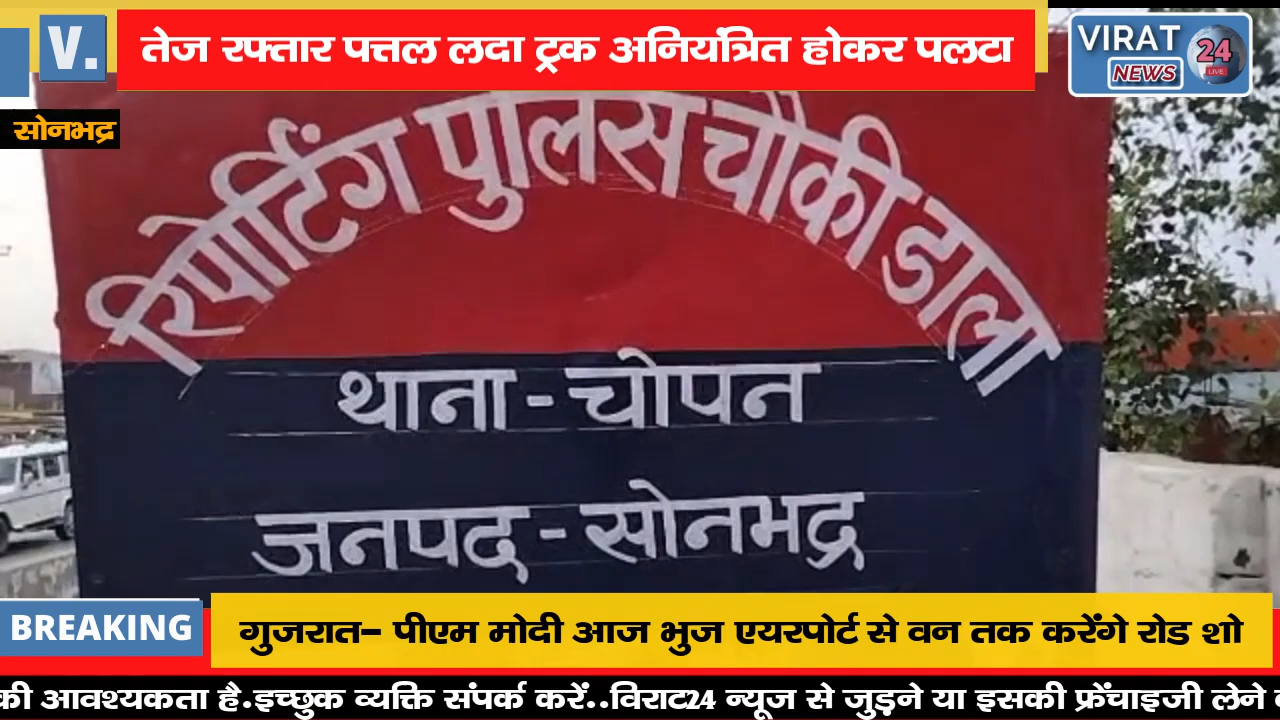 V.
तेज रफ्तार पत्तल लदा ट्रक अनियंत्रित होकर पलटा
VIRAT
24
LIVE
NEWS
सोनभद्र
रिपोर्टिंग पुलिस चौकी डाला
थाना - चोपन
जनपद - सोनभद्र
BREAKING
गुजरात- पीएम मोदी आज भुज एयरपोर्ट से वन तक करेंगे रोड शो
की आवश्यकता है.इच्छुक व्यक्ति संपर्क करें..विराट24 न्यूज से जुड़ने या इसकी फ्रेंचाइजी लेने